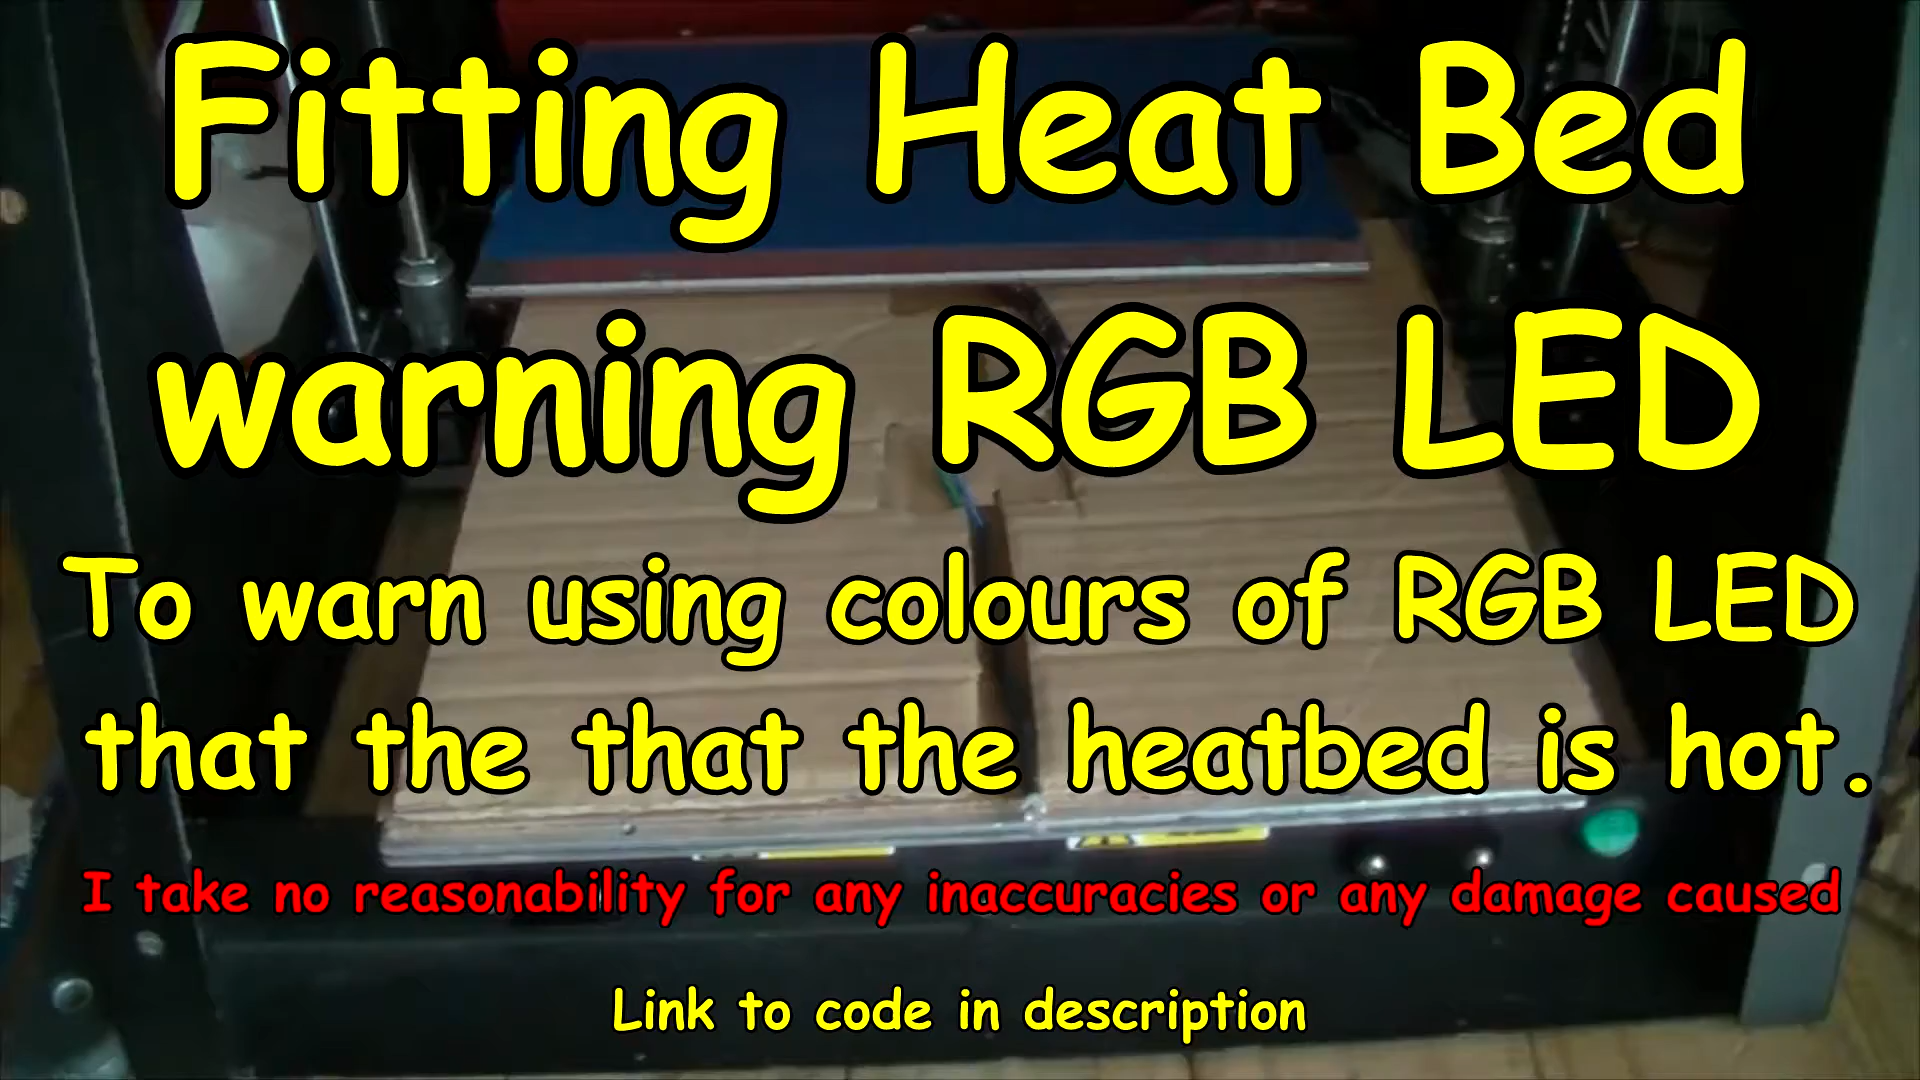 Fitting Heat Bed
warning RGB LED
To warn using colours of RGB LED
that the that the heatbed is hot.
I take no reasonability for any inaccuracies or any damage caused
Link to code in description